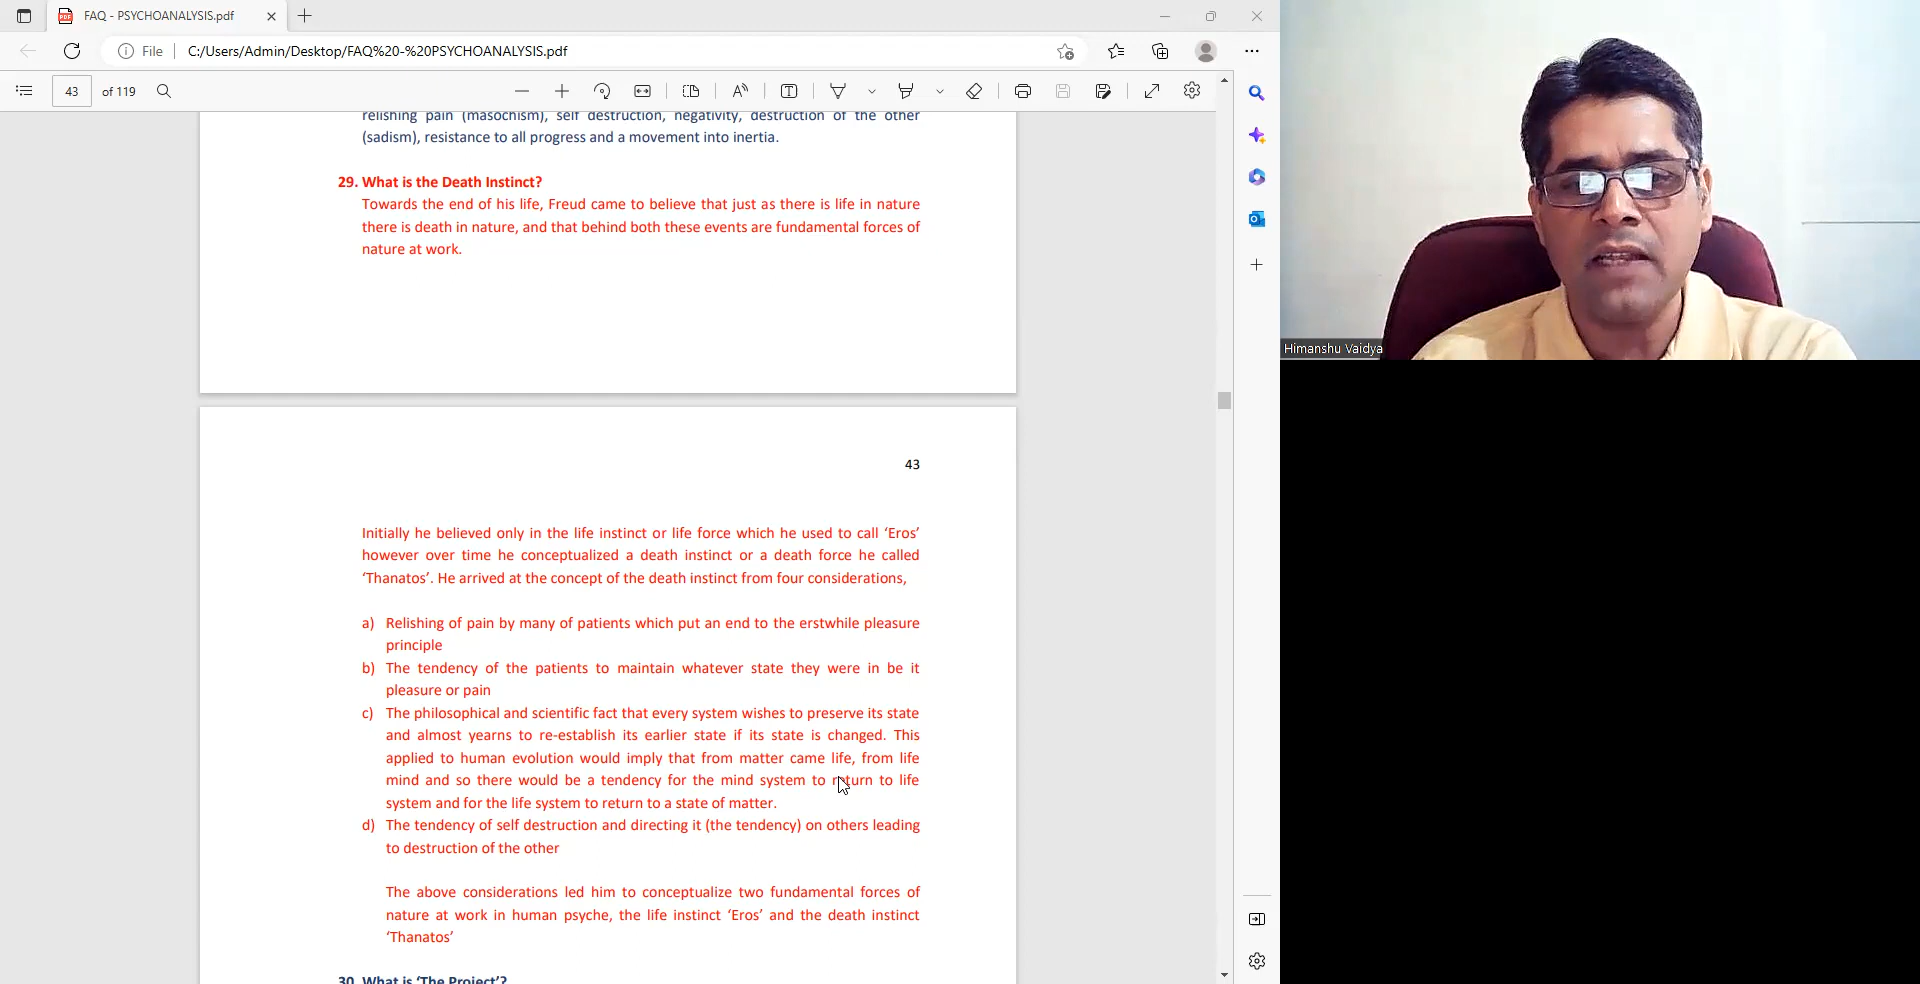 FAQ - PSYCHOANALYSIS.pdf
File
C:/Users/Admin/Desktop/FAQ%20-%20PSYCHOANALYSIS.pdf
43 of 119
relishing pain (masochism), self destruction, negativity, destruction of the other
(sadism), resistance to all progress and a movement into inertia.
29. What is the Death Instinct?
Towards the end of his life, Freud came to believe that just as there is life in nature
there is death in nature, and that behind both these events are fundamental forces of
nature at work.
43
Initially he believed only in the life instinct or life force which he used to call ‘Eros’
however over time he conceptualized a death instinct or a death force he called
‘Thanatos’. He arrived at the concept of the death instinct from four considerations,
a) Relishing of pain by many of patients which put an end to the erstwhile pleasure
principle
b) The tendency of the patients to maintain whatever state they were in be it
pleasure or pain
c) The philosophical and scientific fact that every system wishes to preserve its state
and almost yearns to re-establish its earlier state if its state is changed. This
applied to human evolution would imply that from matter came life, from life
mind and so there would be a tendency for the mind system to return to life
system and for the life system to return to a state of matter.
d) The tendency of self destruction and directing it (the tendency) on others leading
to destruction of the other
The above considerations led him to conceptualize two fundamental forces of
nature at work in human psyche, the life instinct ‘Eros’ and the death instinct
‘Thanatos’
30. What is ‘The Project’?
Himanshu Vaidya